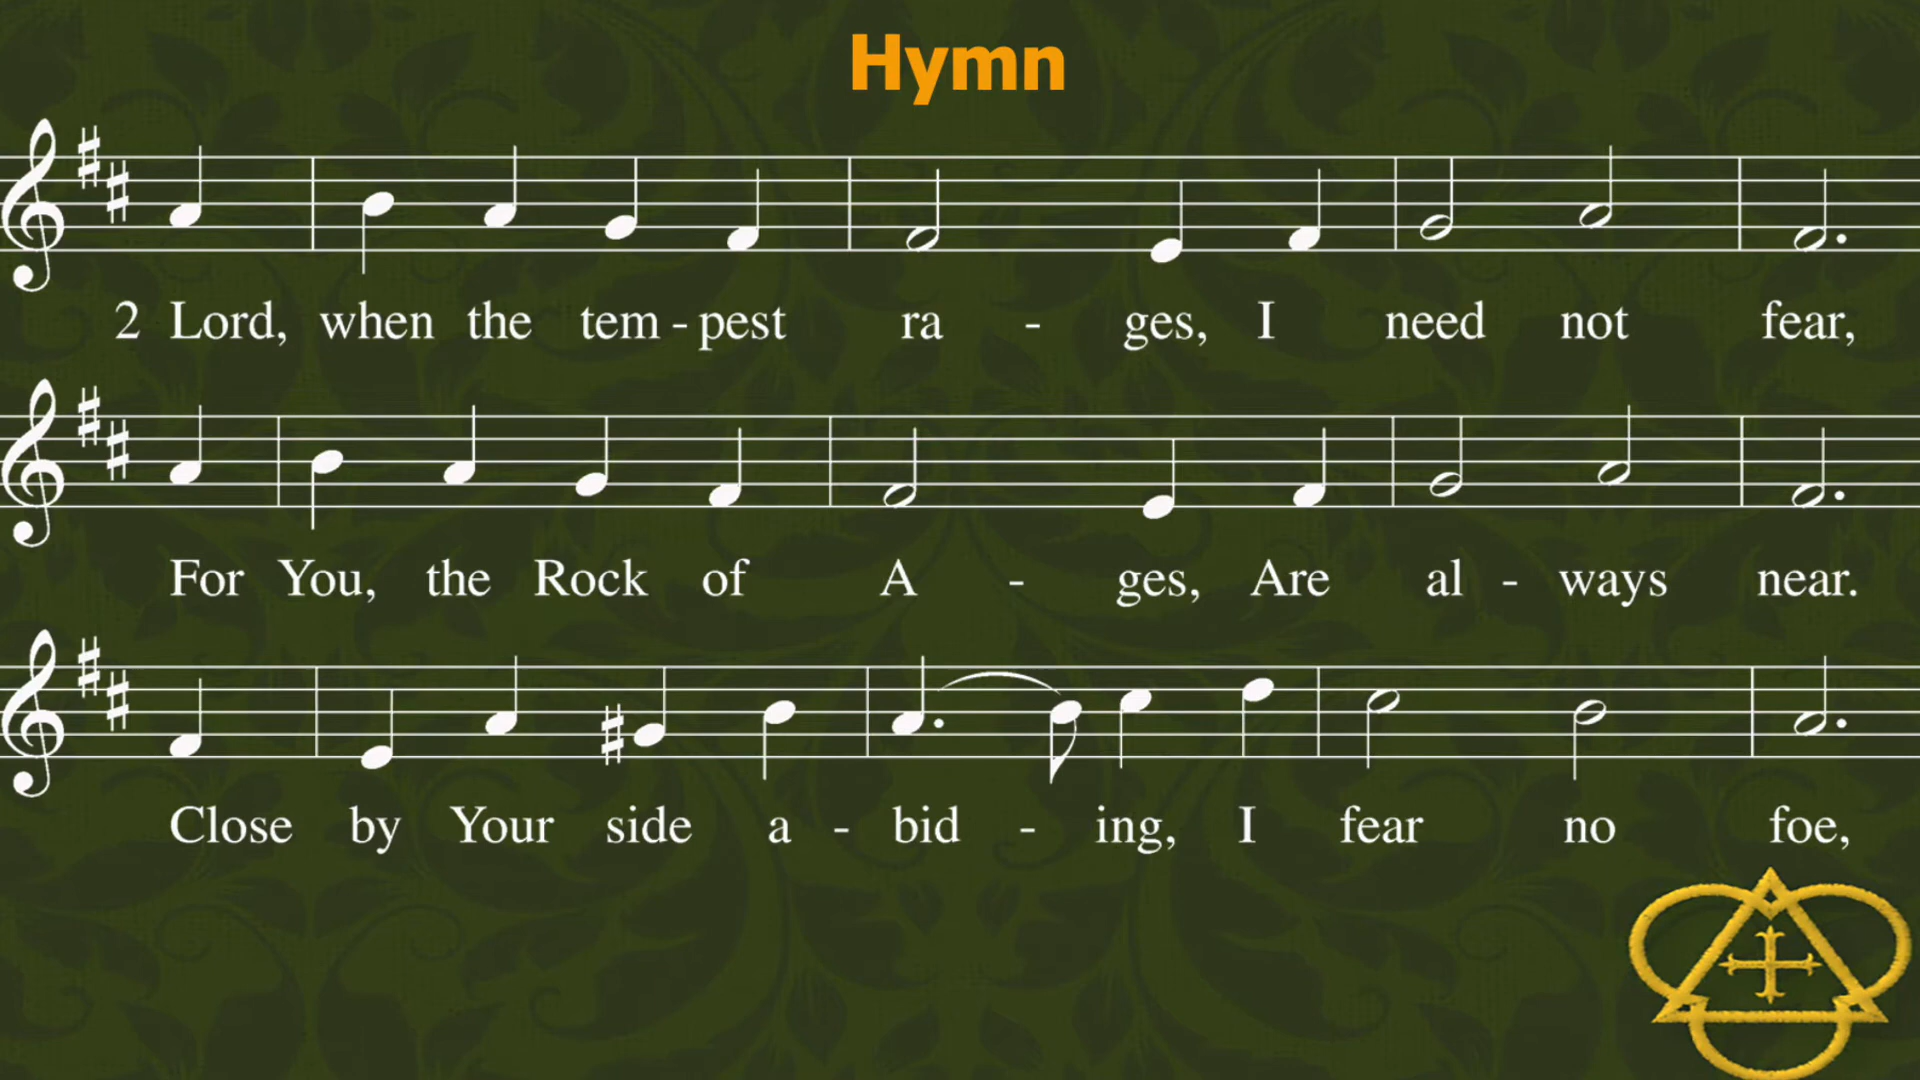 Hymn
2 Lord, when the tem - pest ra - ges, I need not fear,
For You, the Rock of A - ges, Are al - ways near.
Close by Your side a - bid - ing, I fear no foe,